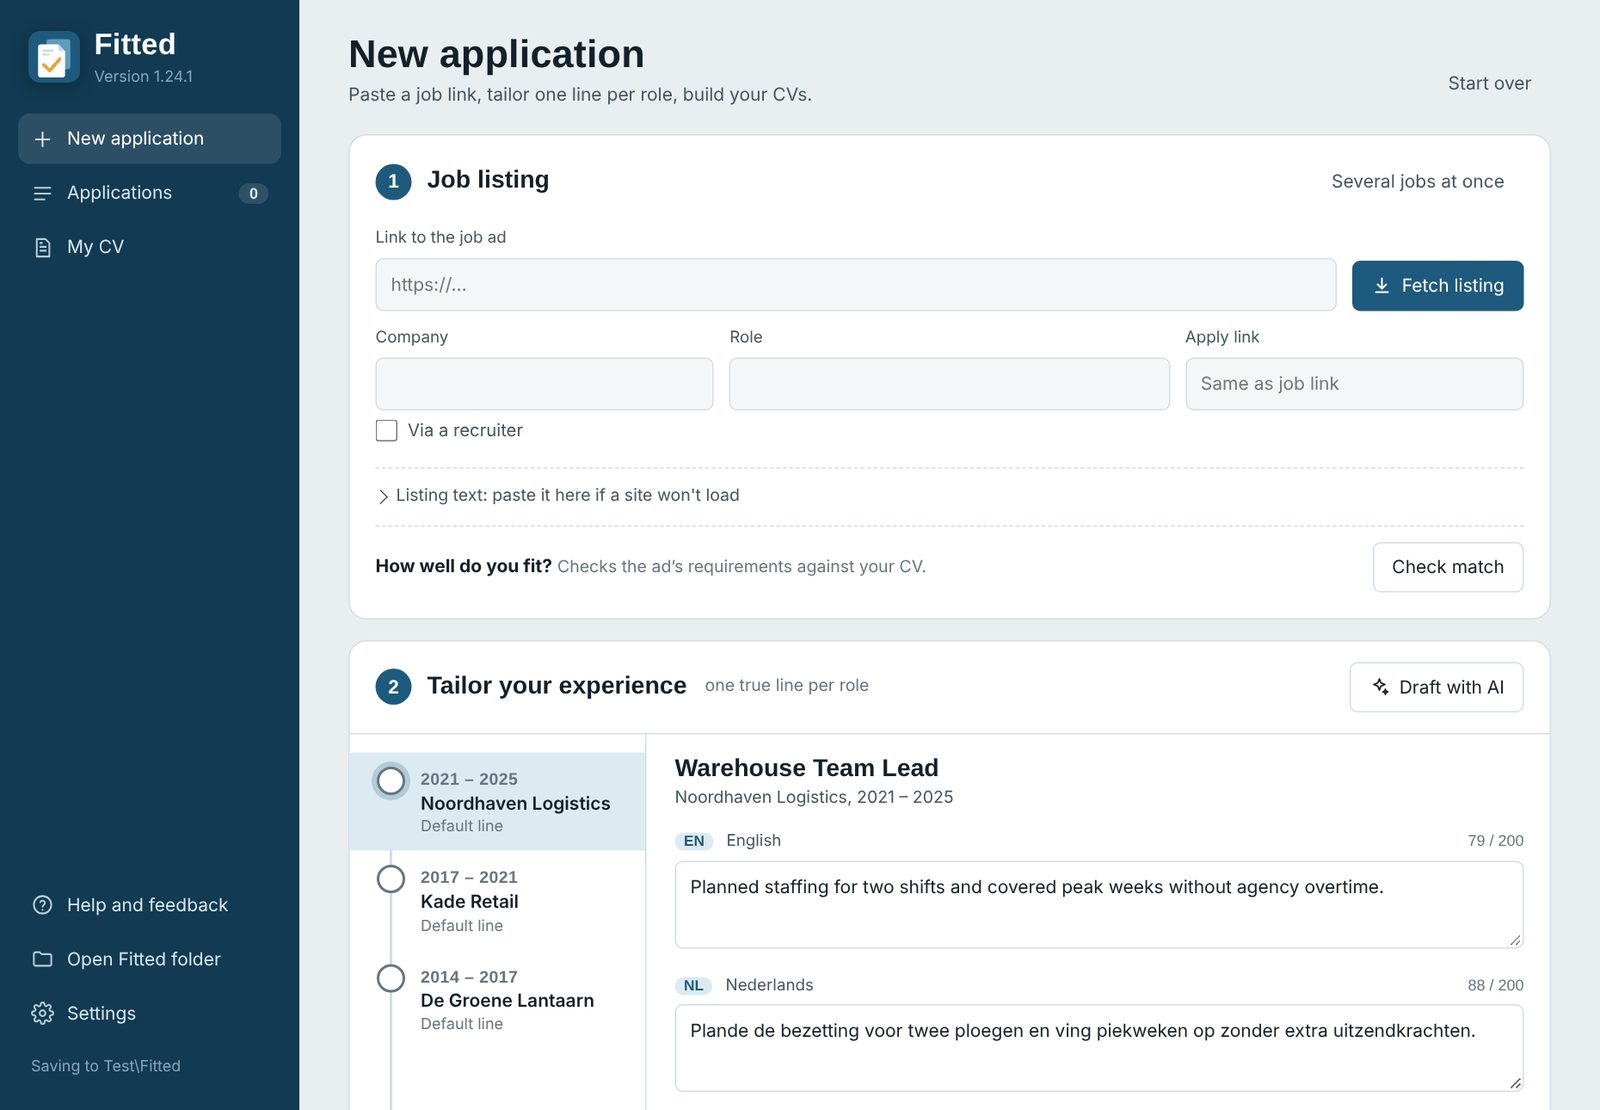 Fitted
Version 1.24.1
New application
Applications 0
My CV
Help and feedback
Open Fitted folder
Settings
Saving to Test\Fitted
New application
Paste a job link, tailor one line per role, build your CVs.
Start over
1 Job listing
Several jobs at once
Link to the job ad
https://...
Fetch listing
Company Role Apply link
Same as job link
Via a recruiter
Listing text: paste it here if a site won't load
How well do you fit? Checks the ad's requirements against your CV.
Check match
2 Tailor your experience one true line per role
Draft with AI
2021 – 2025
Noordhaven Logistics
Default line
2017 – 2021
Kade Retail
Default line
2014 – 2017
De Groene Lantaarn
Default line
Warehouse Team Lead
Noordhaven Logistics, 2021 – 2025
EN English 79 / 200
Planned staffing for two shifts and covered peak weeks without agency overtime.
NL Nederlands 88 / 200
Plande de bezetting voor twee ploegen en ving piekweken op zonder extra uitzendkrachten.